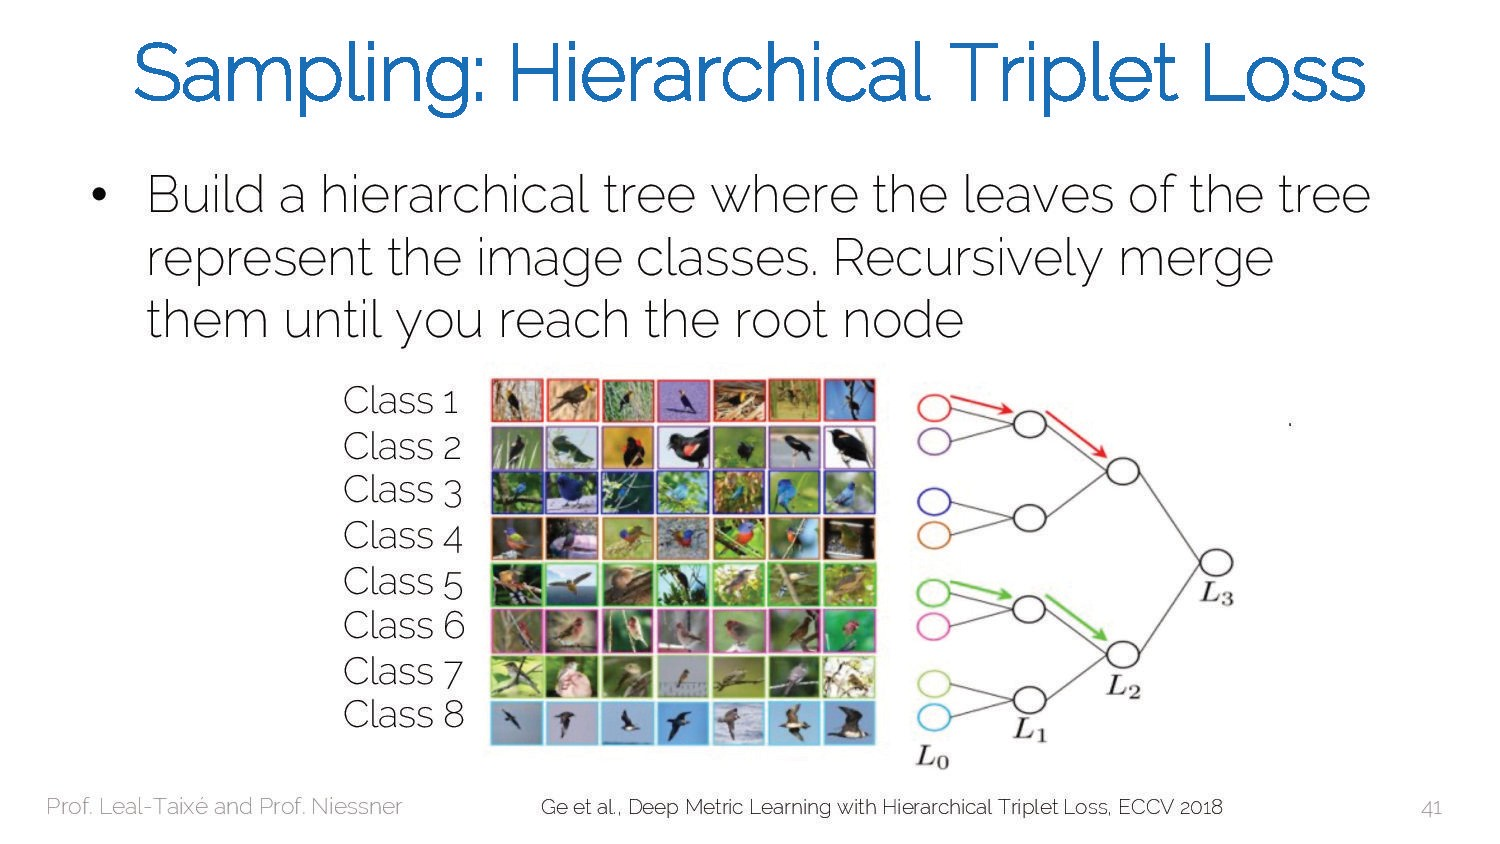 Sampling: Hierarchical Triplet Loss
• Build a hierarchical tree where the leaves of the tree
represent the image classes. Recursively merge
them until you reach the root node
Class 1
Class 2
Class 3
Class 4
Class 5
Class 6
Class 7
Class 8
L₀
L₁
L₂
L₃
Prof. Leal-Taixé and Prof. Niessner
Ge et al., Deep Metric Learning with Hierarchical Triplet Loss, ECCV 2018
41